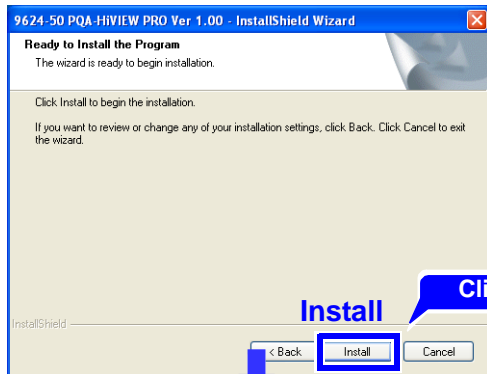 9624-50 PQA-HiVIEW PRO Ver 1.00 - InstallShield Wizard
Ready to Install the Program
The wizard is ready to begin installation.
Click Install to begin the installation.
If you want to review or change any of your installation settings, click Back. Click Cancel to exit
the wizard.
Install
InstallShield
< Back Install Cancel